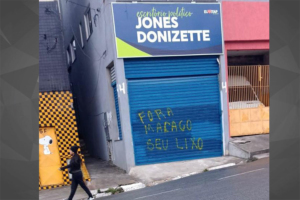 escritório político
JONES
DONIZETTE
FORA
MACACO
SEU LIXO